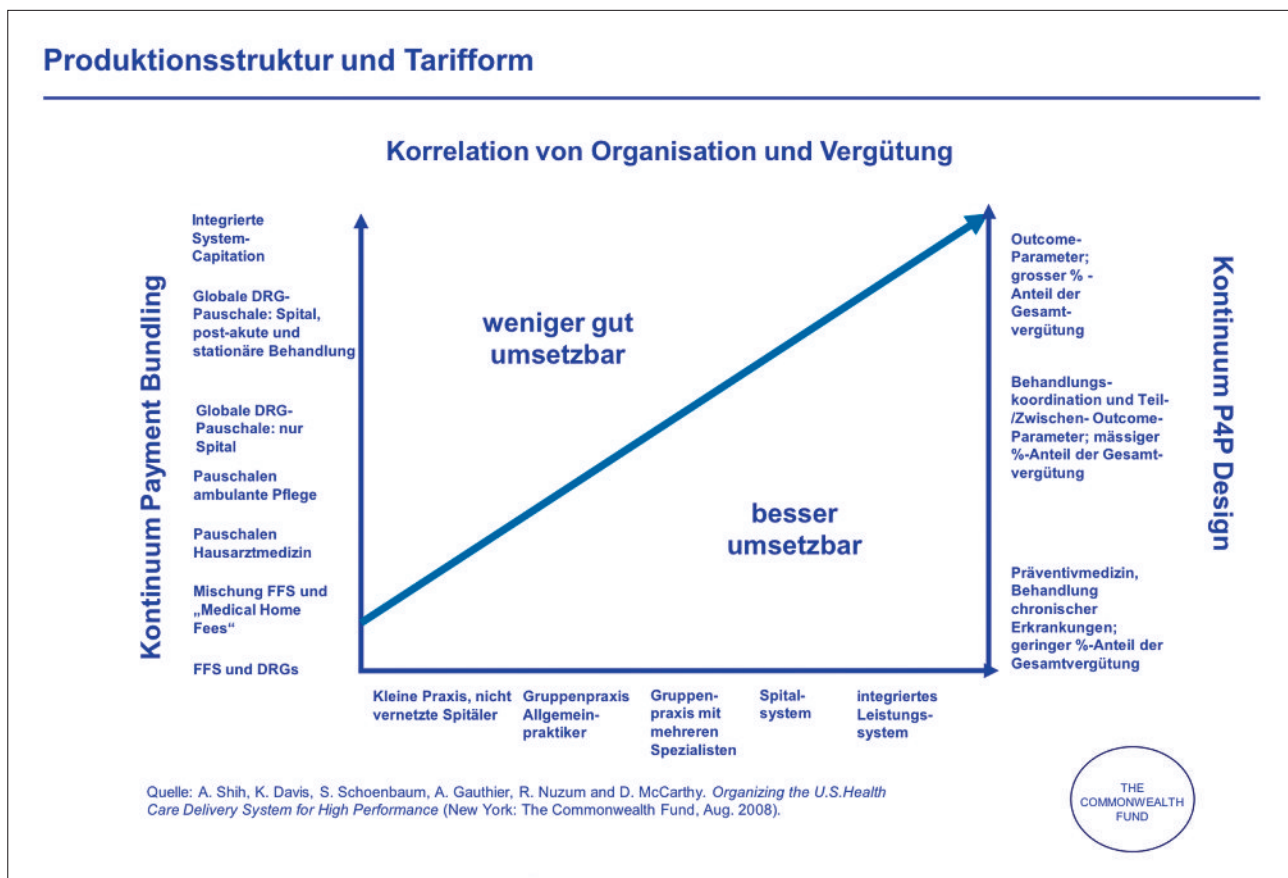 Produktionsstruktur und Tarifform
Korrelation von Organisation und Vergütung
Kontinuum Payment Bundling
Integrierte
System-
Capitation
Globale DRG-
Pauschale: Spital,
post-akute und
stationäre Behandlung
Globale DRG-
Pauschale: nur
Spital
Pauschalen
ambulante Pflege
Pauschalen
Hausarztmedizin
Mischung FFS und
„Medical Home
Fees“
FFS und DRGs
weniger gut
umsetzbar
besser
umsetzbar
Outcome-
Parameter;
grosser % -
Anteil der
Gesamt-
vergütung
Behandlungs-
koordination und Teil-
/Zwischen- Outcome-
Parameter; mässiger
%-Anteil der Gesamt-
vergütung
Präventivmedizin,
Behandlung
chronischer
Erkrankungen;
geringer %-Anteil der
Gesamtvergütung
Kontinuum P4P Design
Kleine Praxis, nicht
vernetzte Spitäler
Gruppenpraxis
Allgemein-
praktiker
Gruppen-
praxis mit
mehreren
Spezialisten
Spital-
system
integriertes
Leistungs-
system
Quelle: A. Shih, K. Davis, S. Schoenbaum, A. Gauthier, R. Nuzum and D. McCarthy. Organizing the U.S.Health
Care Delivery System for High Performance (New York: The Commonwealth Fund, Aug. 2008).
THE
COMMONWEALTH
FUND